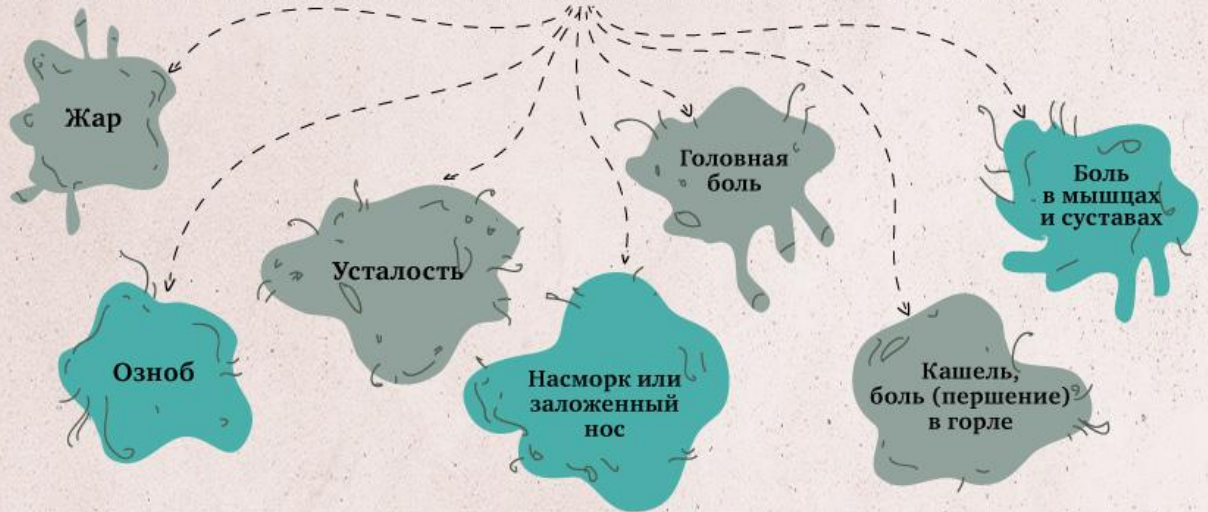 Жар
Головная
боль
Боль
в мышцах
и суставах
Усталость
Озноб
Насморк или
заложенный
нос
Кашель,
боль (першение)
в горле